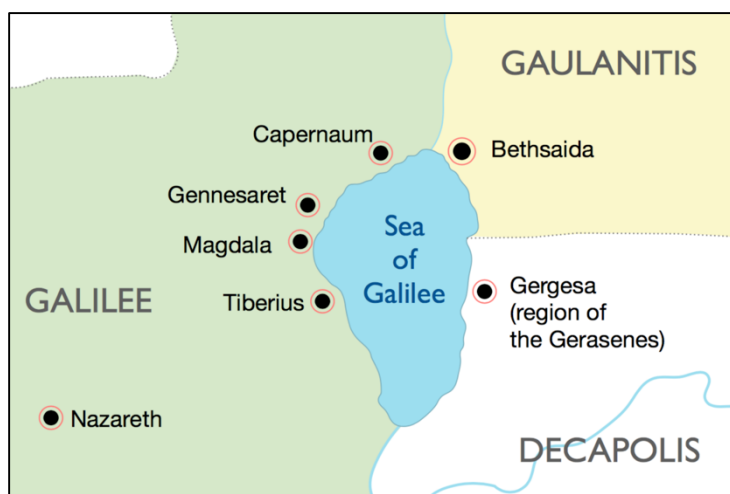 GAULANITIS
Capernaum
Bethsaida
Gennesaret
Sea
of
Galilee
Magdala
GALILEE
Tiberius
Gergesa
(region of
the Gerasenes)
Nazareth
DECAPOLIS